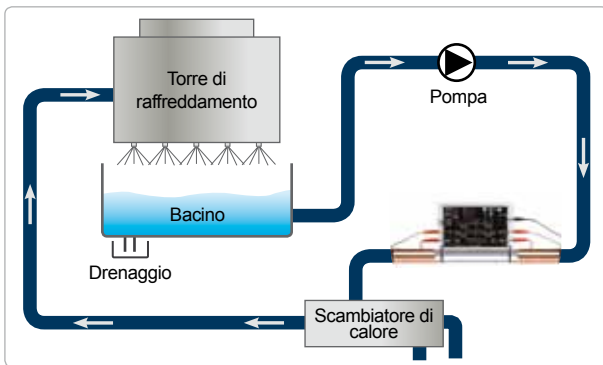 Torre di
raffreddamento
Pompa
Bacino
Drenaggio
Scambiatore di
calore